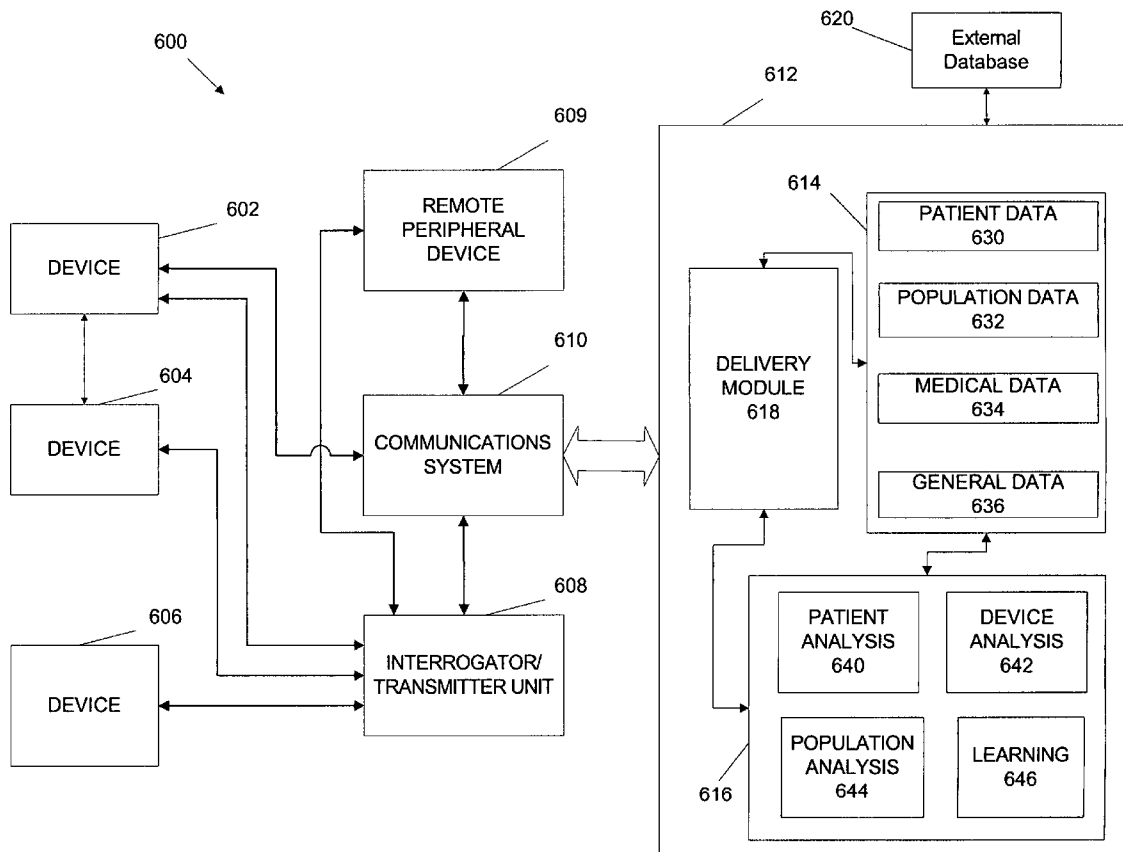 600
620
External
Database
612
609
REMOTE
PERIPHERAL
DEVICE
614
PATIENT DATA
630
POPULATION DATA
632
MEDICAL DATA
634
GENERAL DATA
636
602
DEVICE
604
DEVICE
610
COMMUNICATIONS
SYSTEM
DELIVERY
MODULE
618
606
DEVICE
608
INTERROGATOR/
TRANSMITTER UNIT
616
PATIENT
ANALYSIS
640
DEVICE
ANALYSIS
642
POPULATION
ANALYSIS
644
LEARNING
646